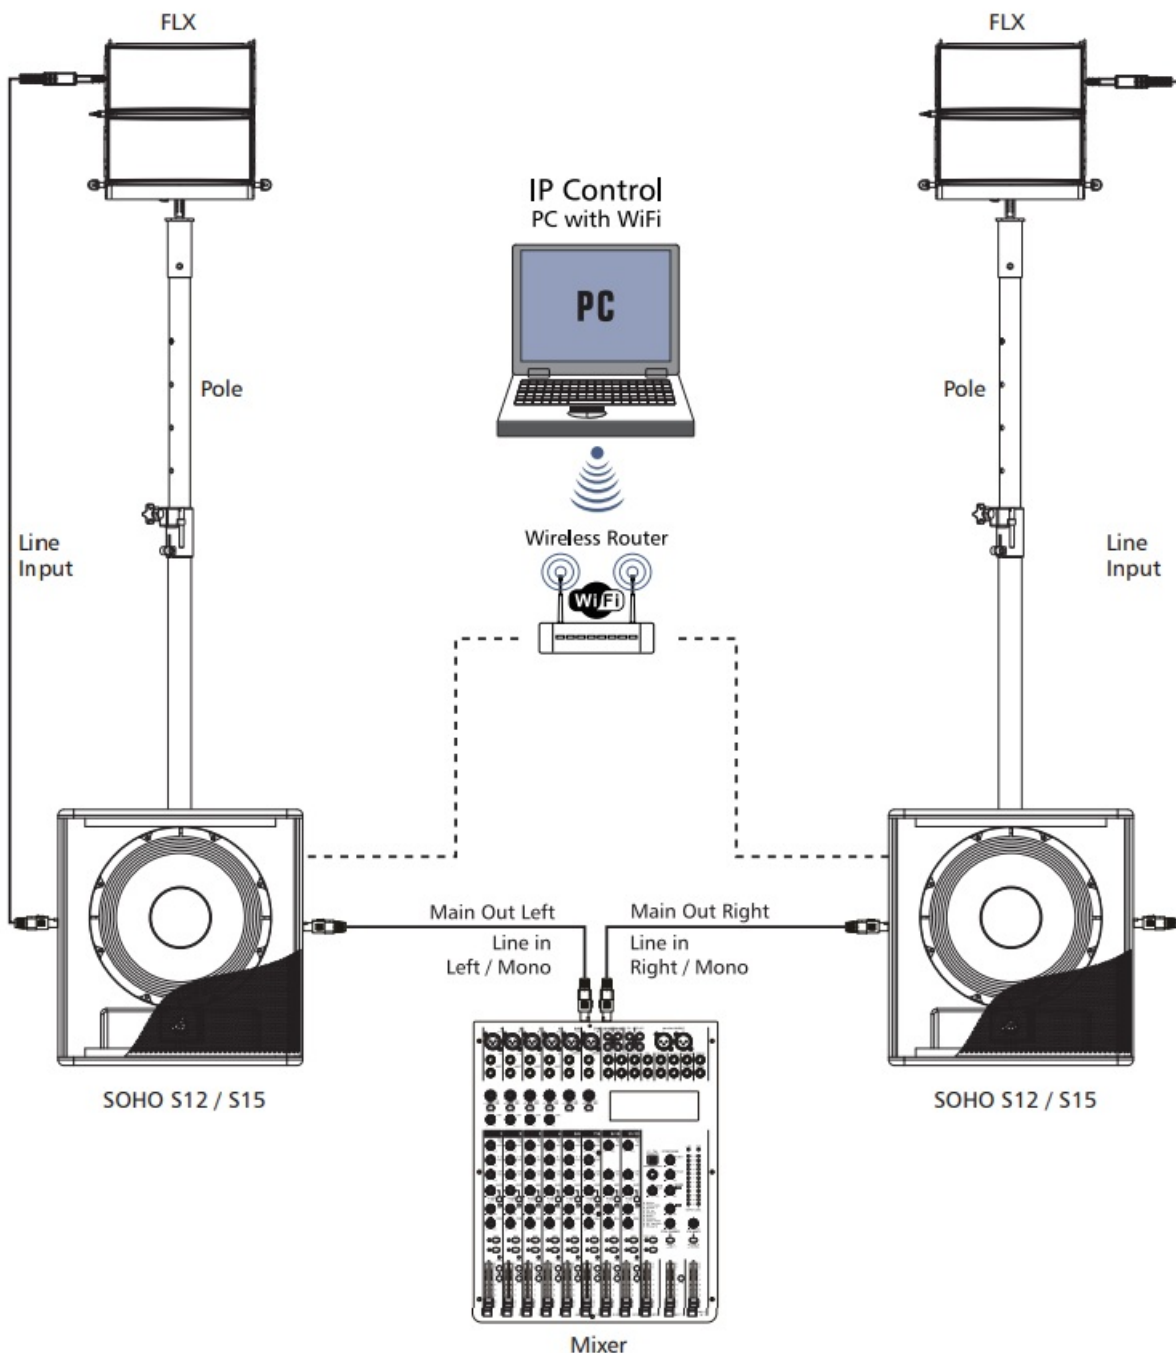 FLX
FLX
IP Control
PC with WiFi
PC
Pole
Pole
Wireless Router
WiFi
Line
Input
Line
Input
Main Out Left
Line in
Left / Mono
Main Out Right
Line in
Right / Mono
SOHO S12 / S15
SOHO S12 / S15
Mixer